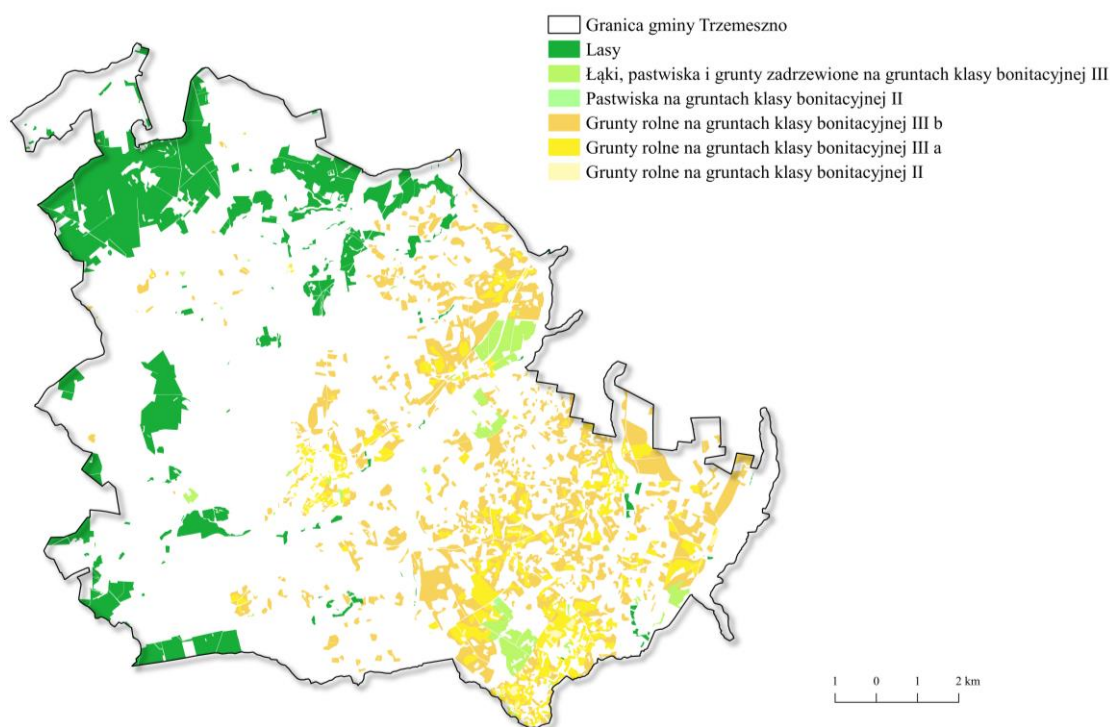 Granica gminy Trzemeszno
Lasy
Łąki, pastwiska i grunty zadrzewione na gruntach klasy bonitacyjnej III
Pastwiska na gruntach klasy bonitacyjnej II
Grunty rolne na gruntach klasy bonitacyjnej III b
Grunty rolne na gruntach klasy bonitacyjnej III a
Grunty rolne na gruntach klasy bonitacyjnej II
1 0 1 2 km